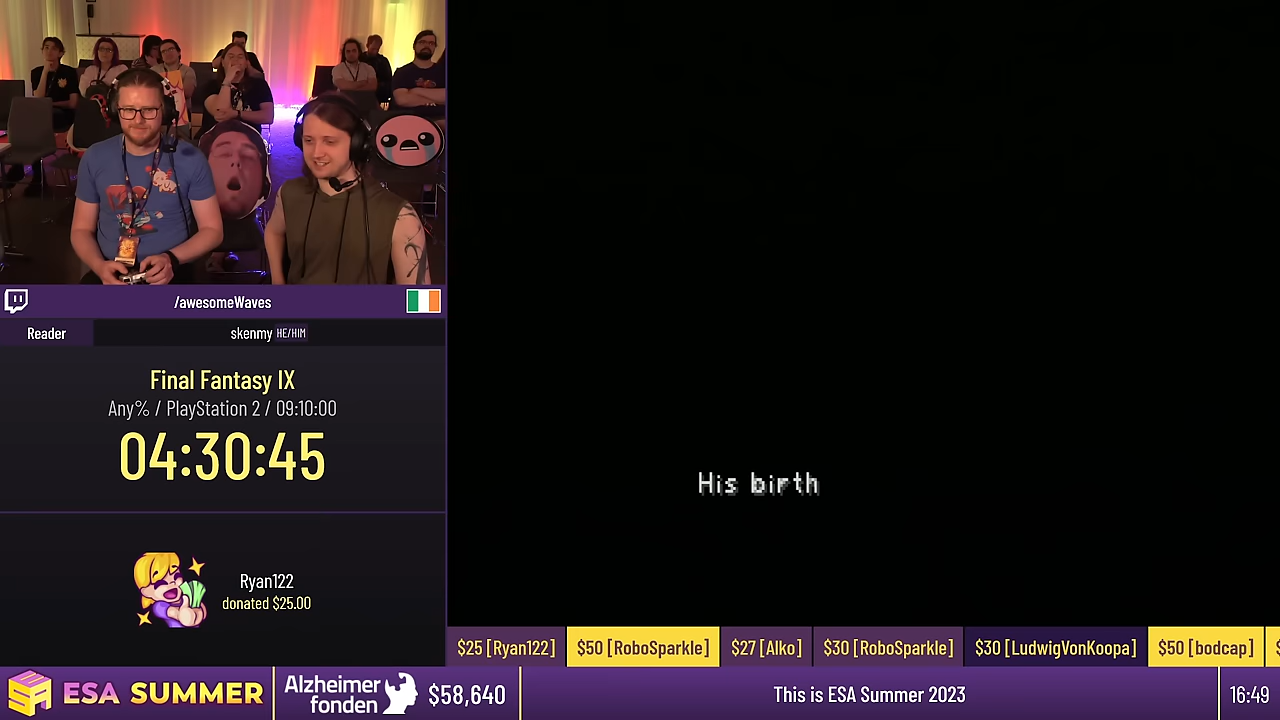 /awesomeWaves
Reader
skenmy HE/HIM
Final Fantasy IX
Any% / PlayStation 2 / 09:10:00
04:30:45
Ryan122
donated $25.00
His birth
$25 [Ryan122]
$50 [RoboSparkle]
$27 [Alko]
$30 [RoboSparkle]
$30 [LudwigVonKoopa]
$50 [bodcap]
ESA SUMMER
Alzheimer
fonden
$58,640
This is ESA Summer 2023
16:49